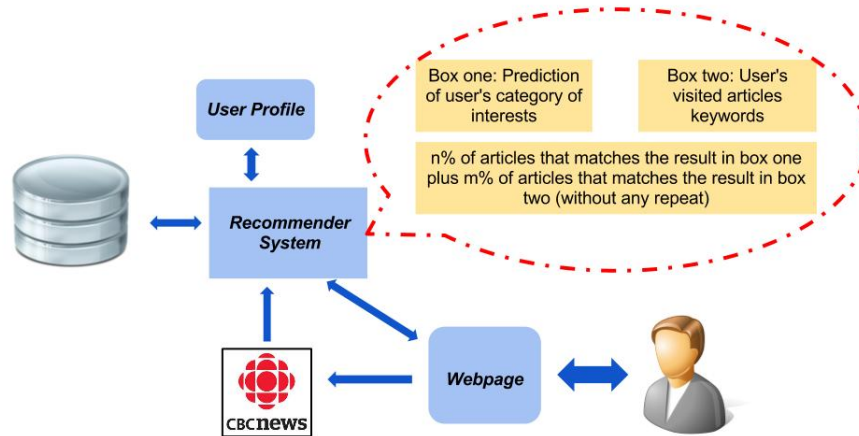 Box one: Prediction
of user's category of
interests
Box two: User's
visited articles
keywords
User Profile
n% of articles that matches the result in box one
plus m% of articles that matches the result in box
two (without any repeat)
Recommender
System
Webpage
CBCnews